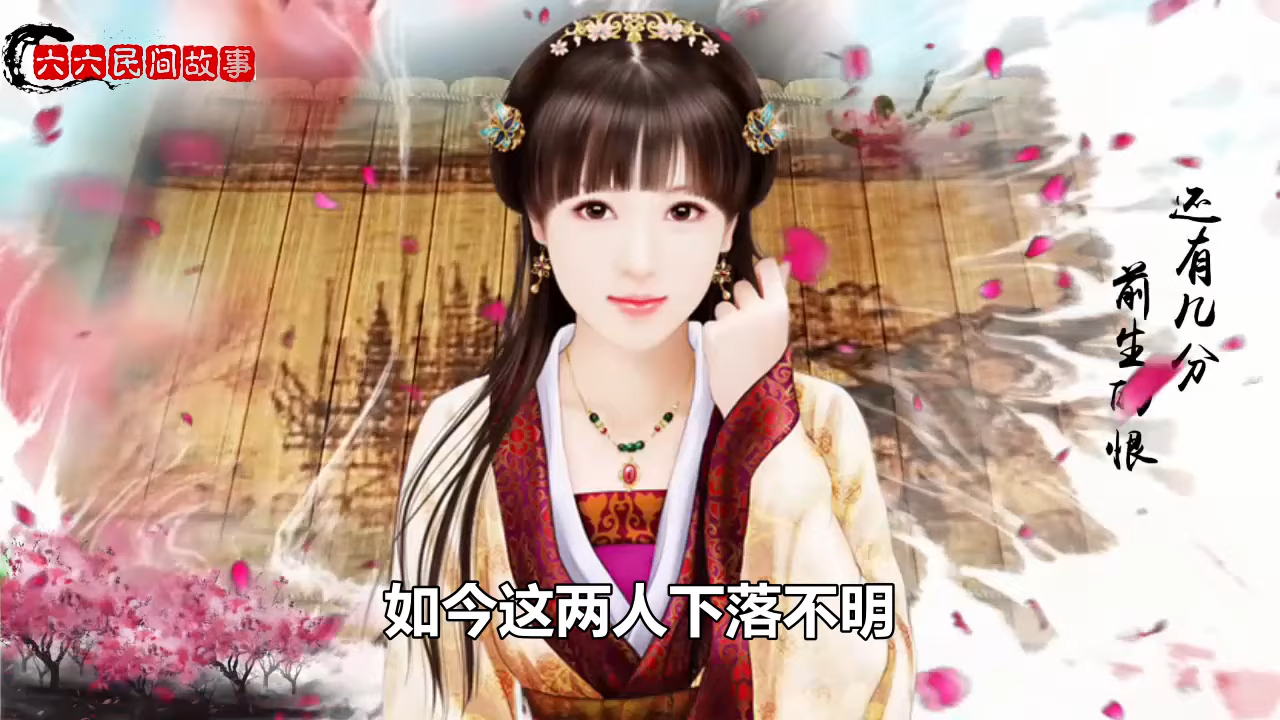 六六民间故事
还有几分
前生的恨
如今这两人下落不明